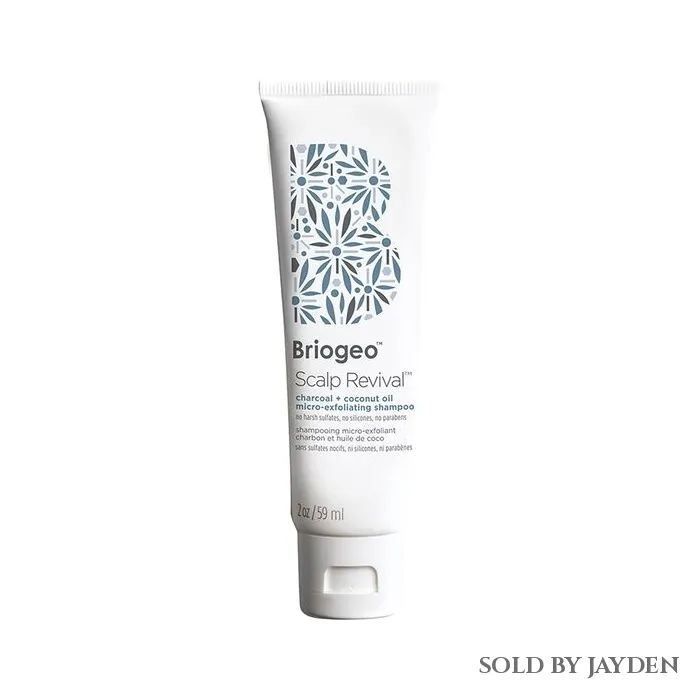 Briogeo™
Scalp Revival™
charcoal + coconut oil
micro-exfoliating shampoo
no harsh sulfates, no silicones, no parabens
shampooing micro-exfoliant
charbon et huile de coco
sans sulfates nocifs, ni silicones, ni parabènes
2 oz / 59 ml
SOLD BY JAYDEN